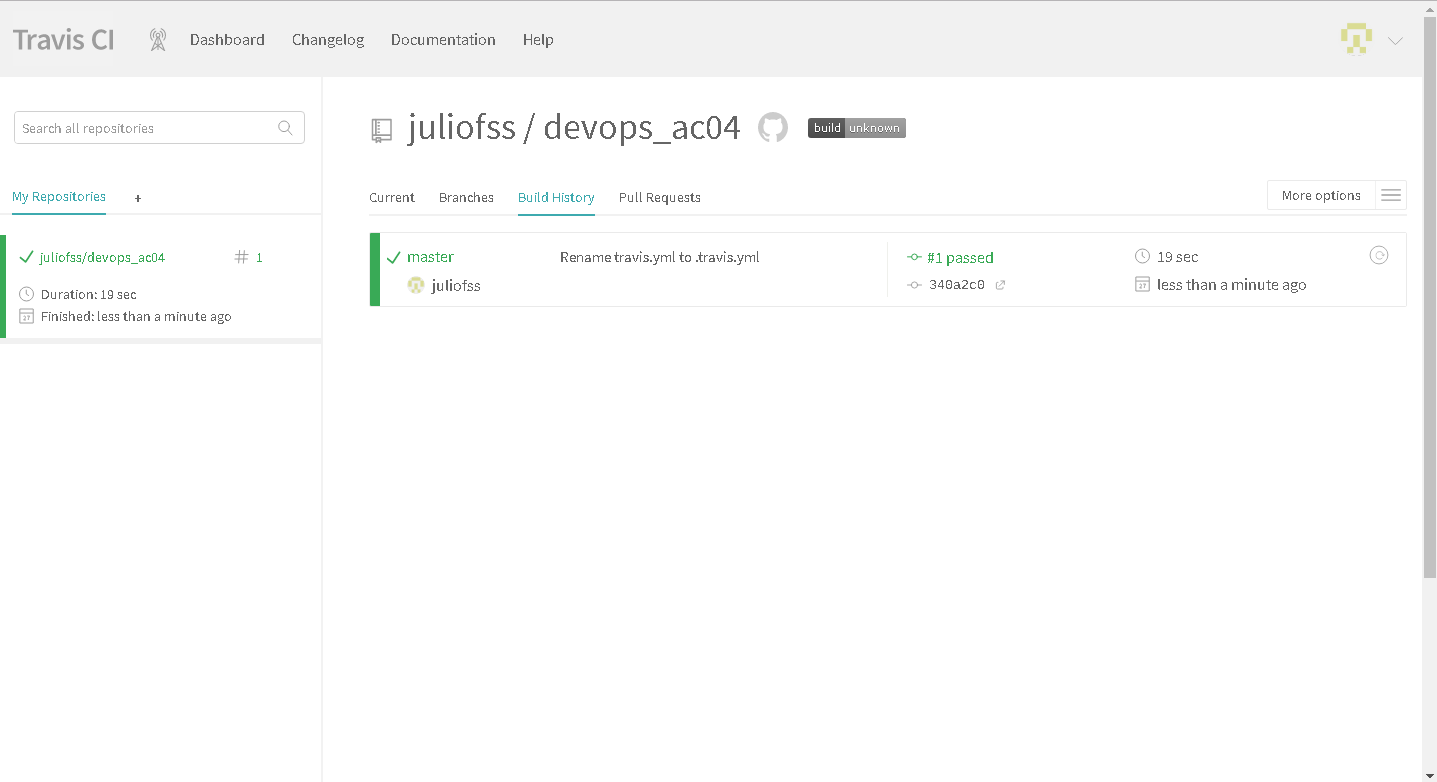 Travis CI Dashboard Changelog Documentation Help
Search all repositories
My Repositories +
juliofss/devops_ac04 # 1
Duration: 19 sec
Finished: less than a minute ago
juliofss / devops_ac04 build unknown
Current Branches Build History Pull Requests More options
master Rename travis.yml to .travis.yml #1 passed 19 sec
juliofss 340a2c0 27 less than a minute ago